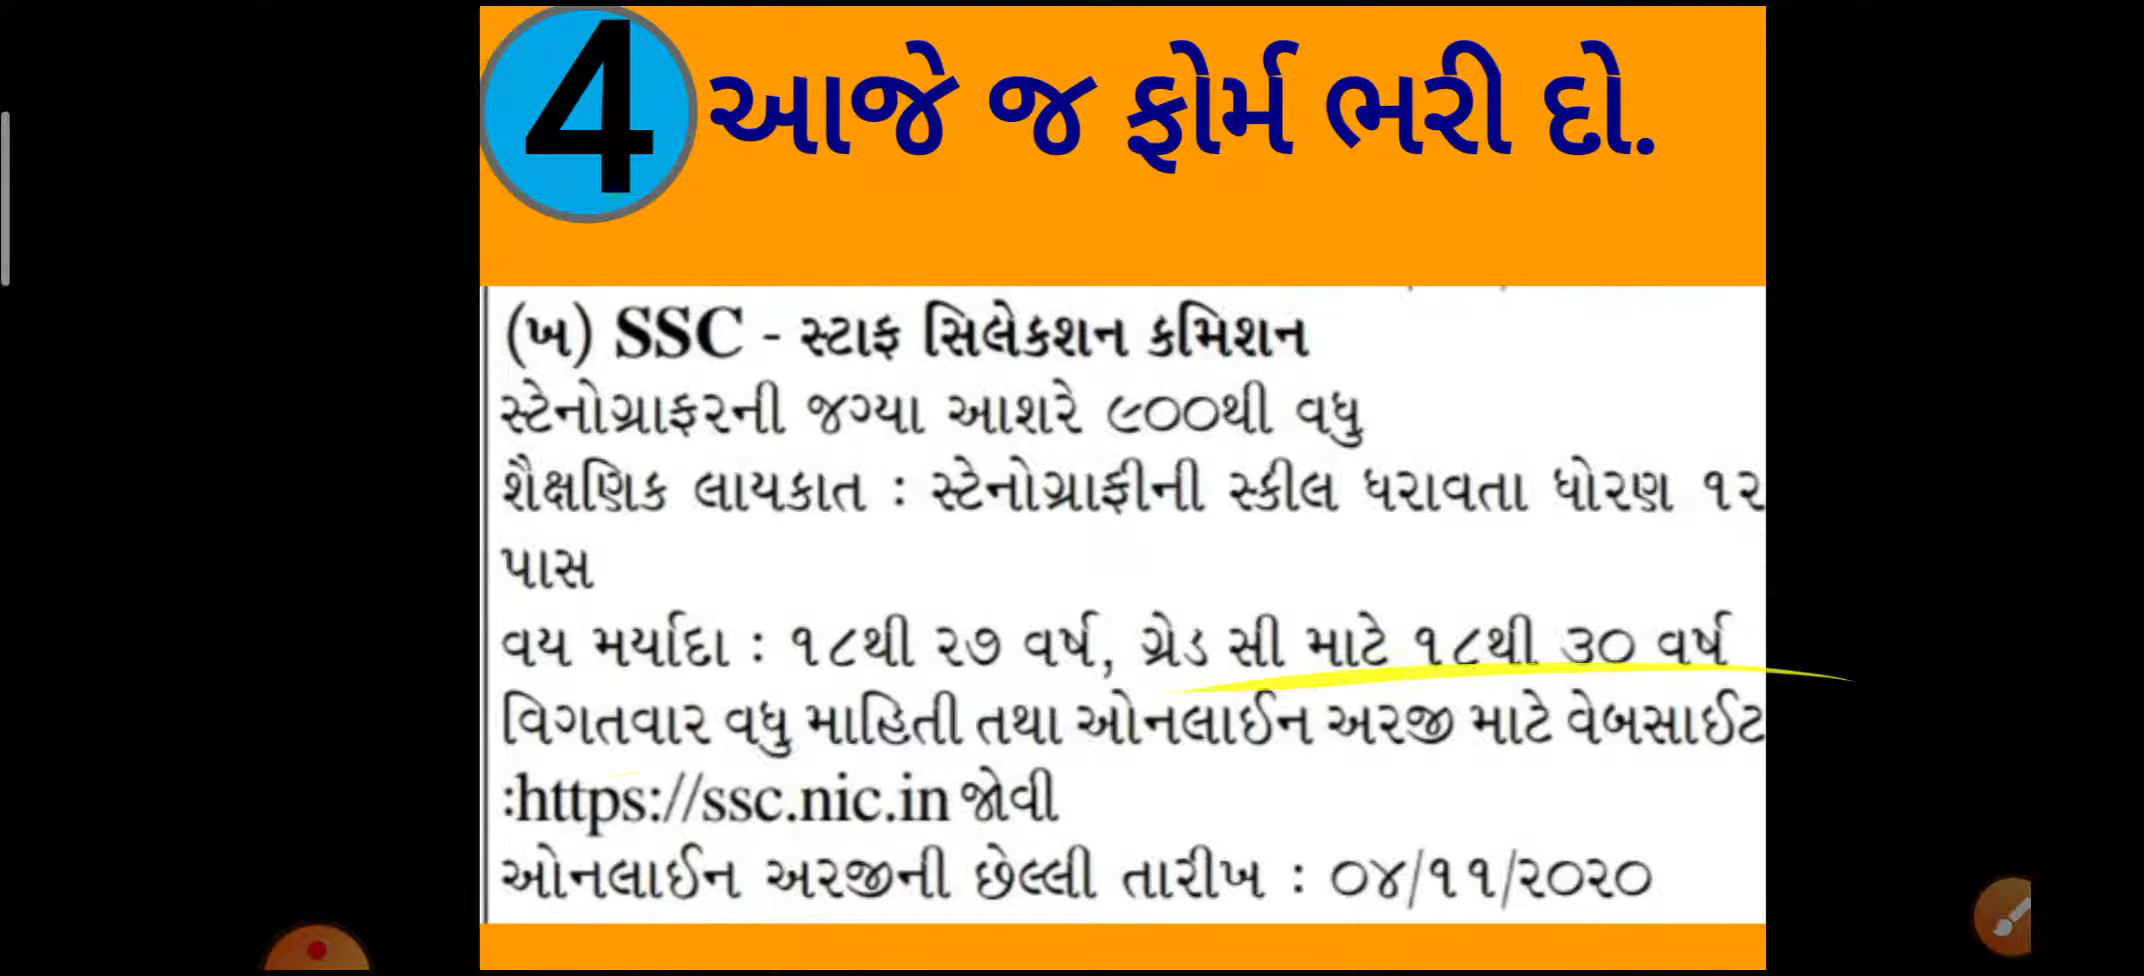 4 આજે જ ફોર્મ ભરી દો.
(ખ) SSC - સ્ટાફ સિલેકશન કમિશન
સ્ટેનોગ્રાફરની જગ્યા આશરે ૯૦૦થી વધુ
શૈક્ષણિક લાયકાત : સ્ટેનોગ્રાફીની સ્કીલ ધરાવતા ધોરણ ૧૨
પાસ
વય મર્યાદા : ૧૮થી ૨૭ વર્ષ, ગ્રેડ સી માટે ૧૮થી ૩૦ વર્ષ
વિગતવાર વધુ માહિતી તથા ઓનલાઈન અરજી માટે વેબસાઈટ
:https://ssc.nic.in જોવી
ઓનલાઈન અરજીની છેલ્લી તારીખ : ૦૪/૧૧/૨૦૨૦